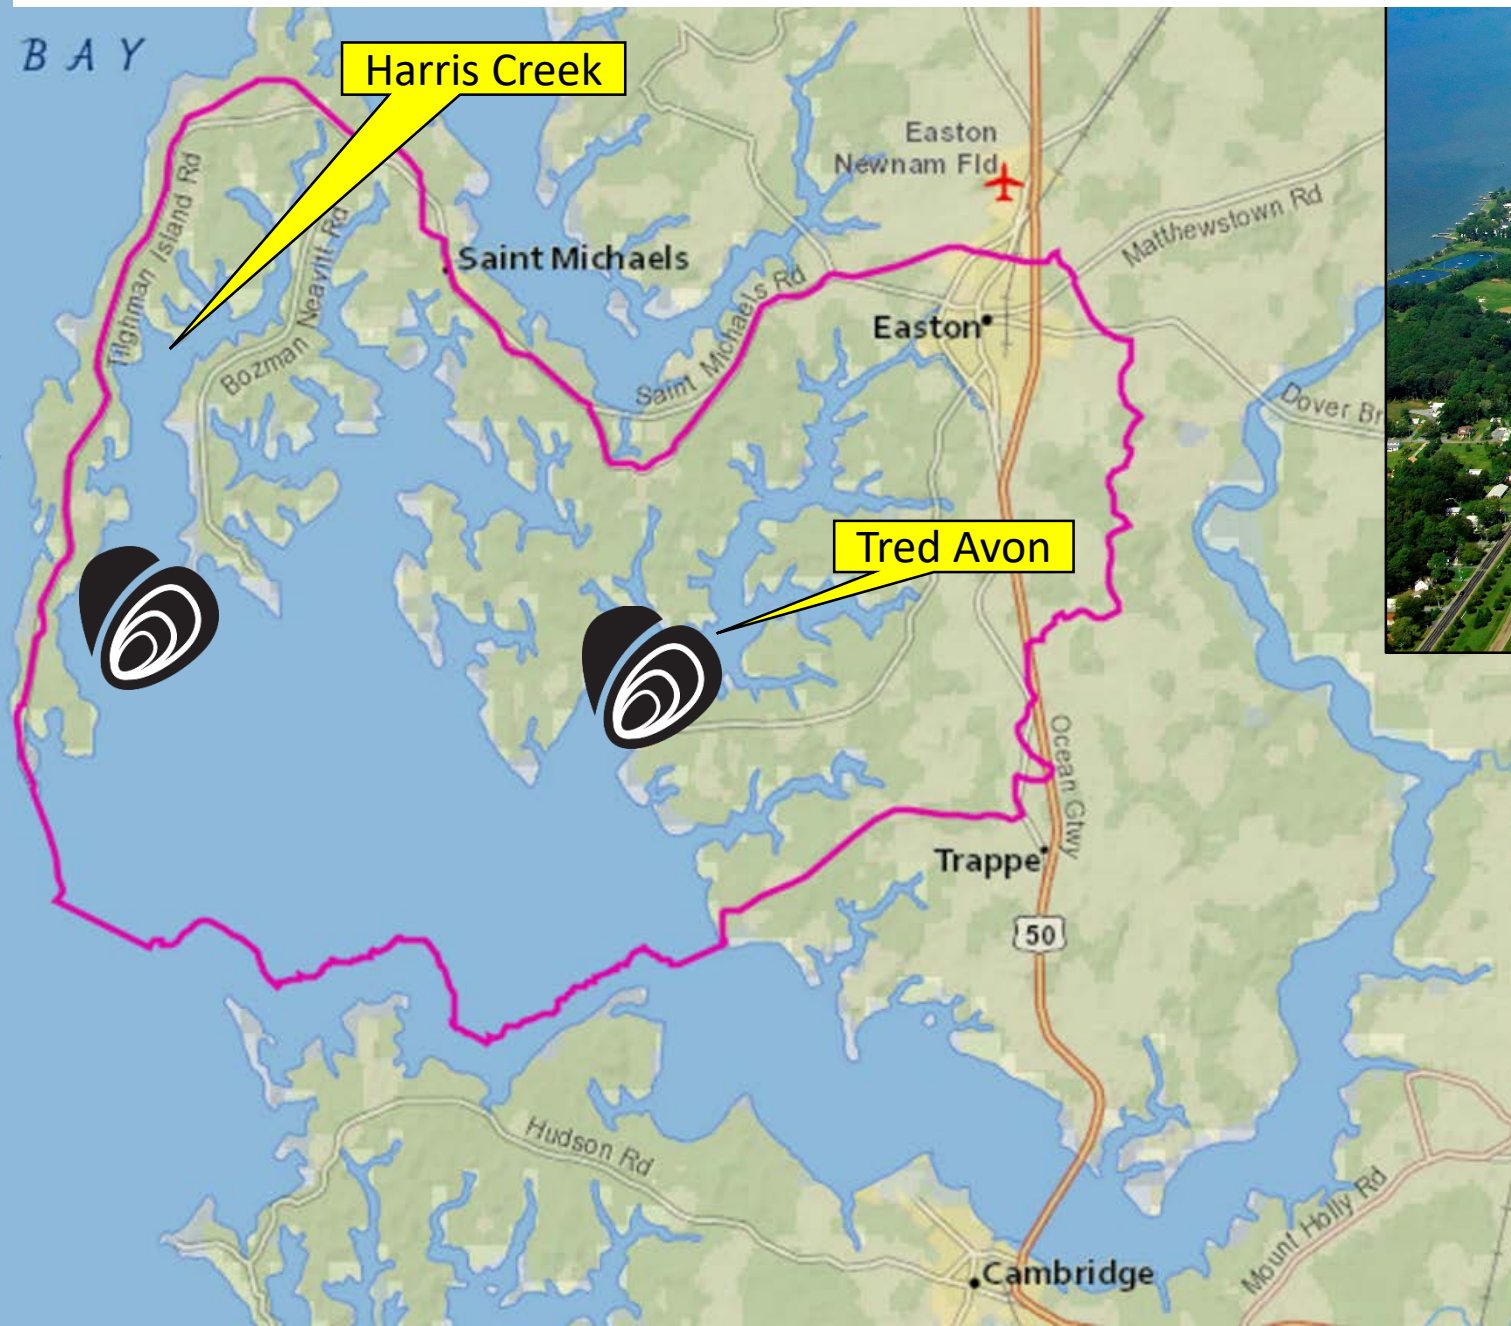 BAY
Harris Creek
Easton
Newnam Fld
Matthewstown Rd
Tilghman Island Rd
Saint Michaels
Bozman Neavitt Rd
Saint Michaels Rd
Easton
Dover Br
Tred Avon
Ocean Gtwy
Trappe
50
Hudson Rd
Mount Holly Rd
Cambridge